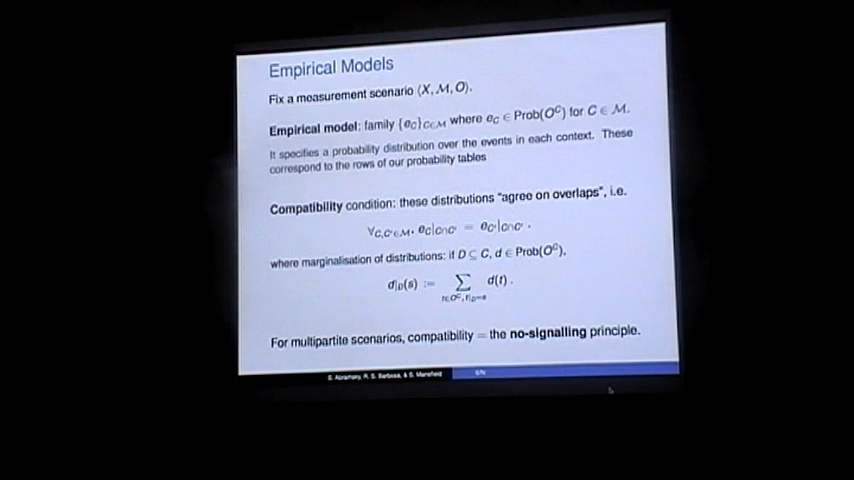 Empirical Models
Fix a measurement scenario ⟨X, M, O⟩.
Empirical model: family {e_C}_{C∈M} where e_C ∈ Prob(O^C) for C ∈ M.
It specifies a probability distribution over the events in each context. These
correspond to the rows of our probability tables
Compatibility condition: these distributions "agree on overlaps", i.e.
∀_{C,C'∈M}. e_C|_{C∩C'} = e_{C'}|_{C∩C'} .
where marginalisation of distributions: if D ⊆ C, d ∈ Prob(O^C),
d|_D(s) := ∑_{t∈O^C, t|_D=s} d(t) .
For multipartite scenarios, compatibility = the no-signalling principle.
S. Abramsky, R. S. Barbosa, & S. Mansfield